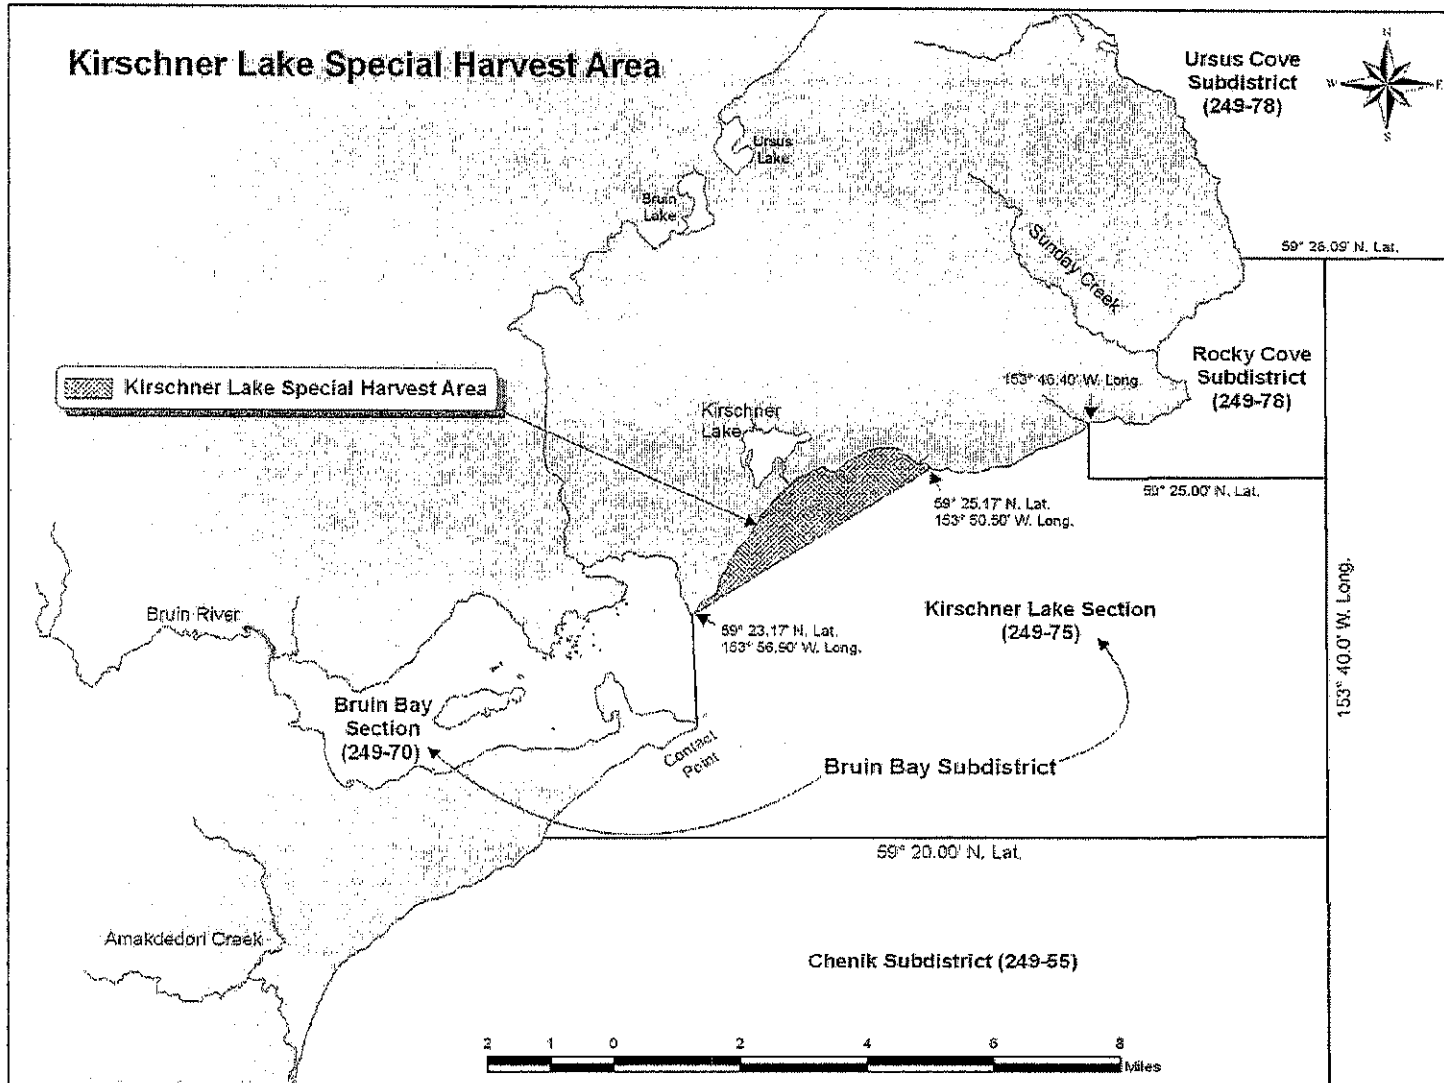 Kirschner Lake Special Harvest Area
Ursus Cove
Subdistrict
(249-78)
N
W
E
S
Ursus
Lake
Bruin
Lake
Sunday Creek
59° 28.09' N. Lat.
Rocky Cove
Subdistrict
(249-78)
153° 46.40' W. Long.
Kirschner Lake Special Harvest Area
Kirschner
Lake
59° 25.00' N. Lat.
59° 25.17' N. Lat.
153° 50.50' W. Long.
153° 40.0' W. Long.
Bruin River
Kirschner Lake Section
(249-75)
59° 23.17' N. Lat.
153° 56.90' W. Long.
Bruin Bay
Section
(249-70)
Contact
Point
Bruin Bay Subdistrict
59° 20.00' N. Lat.
Amakdedori Creek
Chenik Subdistrict (249-55)
2 1 0 2 4 6 8
Miles